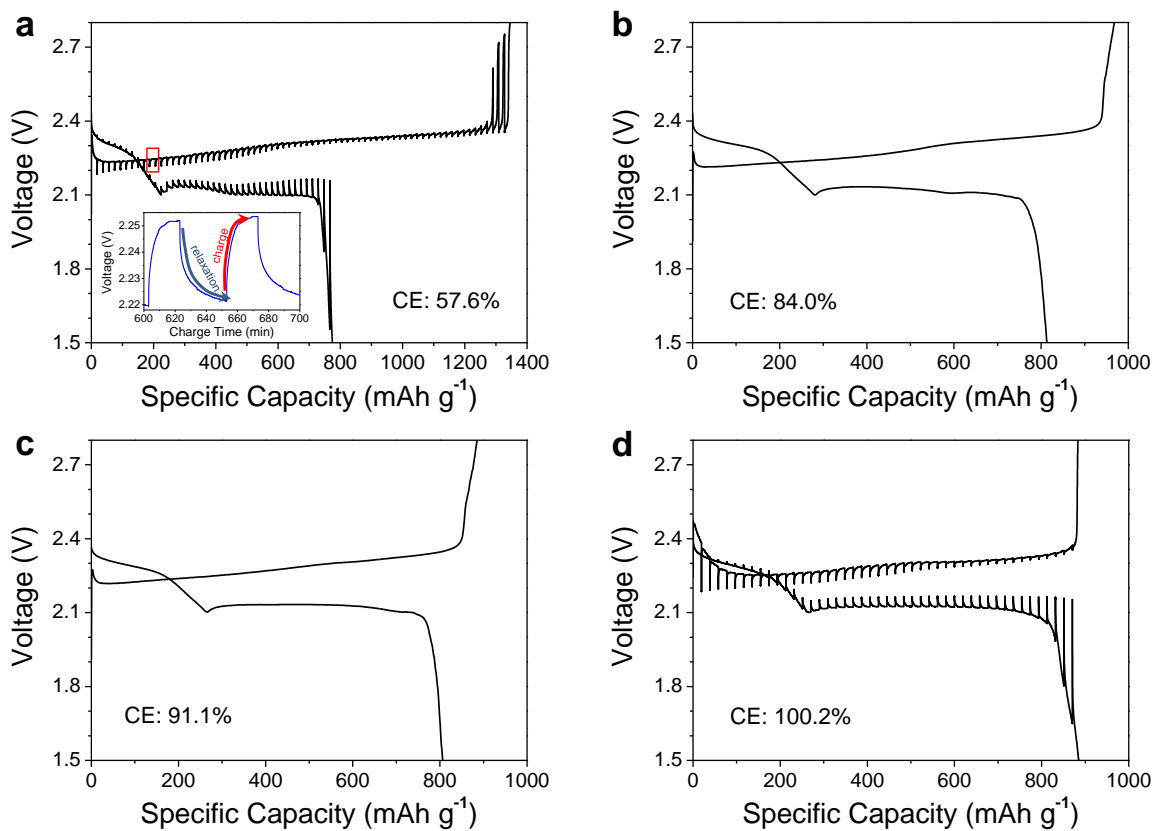 a
2.7
2.4
2.1
1.8
1.5
Voltage (V)
0 200 400 600 800 1000 1200 1400
Specific Capacity (mAh g⁻¹)
CE: 57.6%
2.25
2.24
2.23
2.22
Voltage (V)
600 620 640 660 680 700
Charge Time (min)
relaxation
charge
b
2.7
2.4
2.1
1.8
1.5
Voltage (V)
0 200 400 600 800 1000
Specific Capacity (mAh g⁻¹)
CE: 84.0%
c
2.7
2.4
2.1
1.8
1.5
Voltage (V)
0 200 400 600 800 1000
Specific Capacity (mAh g⁻¹)
CE: 91.1%
d
2.7
2.4
2.1
1.8
1.5
Voltage (V)
0 200 400 600 800 1000
Specific Capacity (mAh g⁻¹)
CE: 100.2%